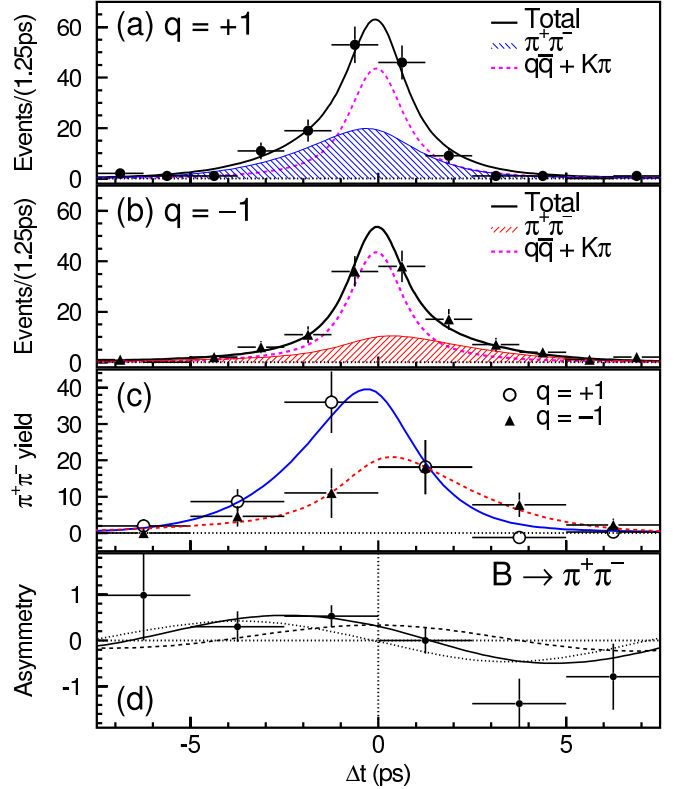 (a) q = +1
Total
π⁺π⁻
qq̅ + Kπ
Events/(1.25ps)
60
40
20
0
(b) q = −1
Total
π⁺π⁻
qq̅ + Kπ
Events/(1.25ps)
60
40
20
0
(c)
q = +1
q = −1
π⁺π⁻ yield
40
30
20
10
0
B → π⁺π⁻
Asymmetry
1
0
-1
(d)
-5 0 5
Δt (ps)